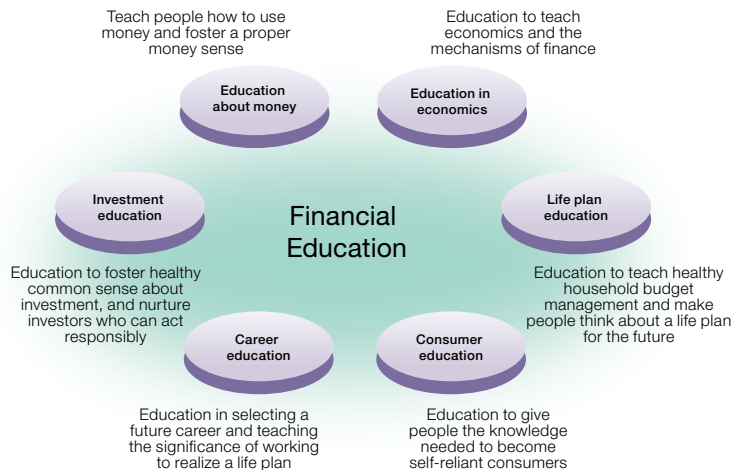 Teach people how to use
money and foster a proper
money sense
Education to teach
economics and the
mechanisms of finance
Education
about money
Education in
economics
Investment
education
Financial
Education
Life plan
education
Education to foster healthy
common sense about
investment, and nurture
investors who can act
responsibly
Education to teach healthy
household budget
management and make
people think about a life plan
for the future
Career
education
Consumer
education
Education in selecting a
future career and teaching
the significance of working
to realize a life plan
Education to give
people the knowledge
needed to become
self-reliant consumers